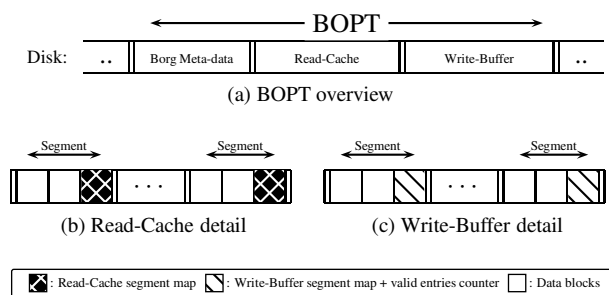 BOPT
Disk: .. Borg Meta-data Read-Cache Write-Buffer ..
(a) BOPT overview
Segment Segment Segment Segment
. . . . . .
(b) Read-Cache detail (c) Write-Buffer detail
: Read-Cache segment map : Write-Buffer segment map + valid entries counter : Data blocks